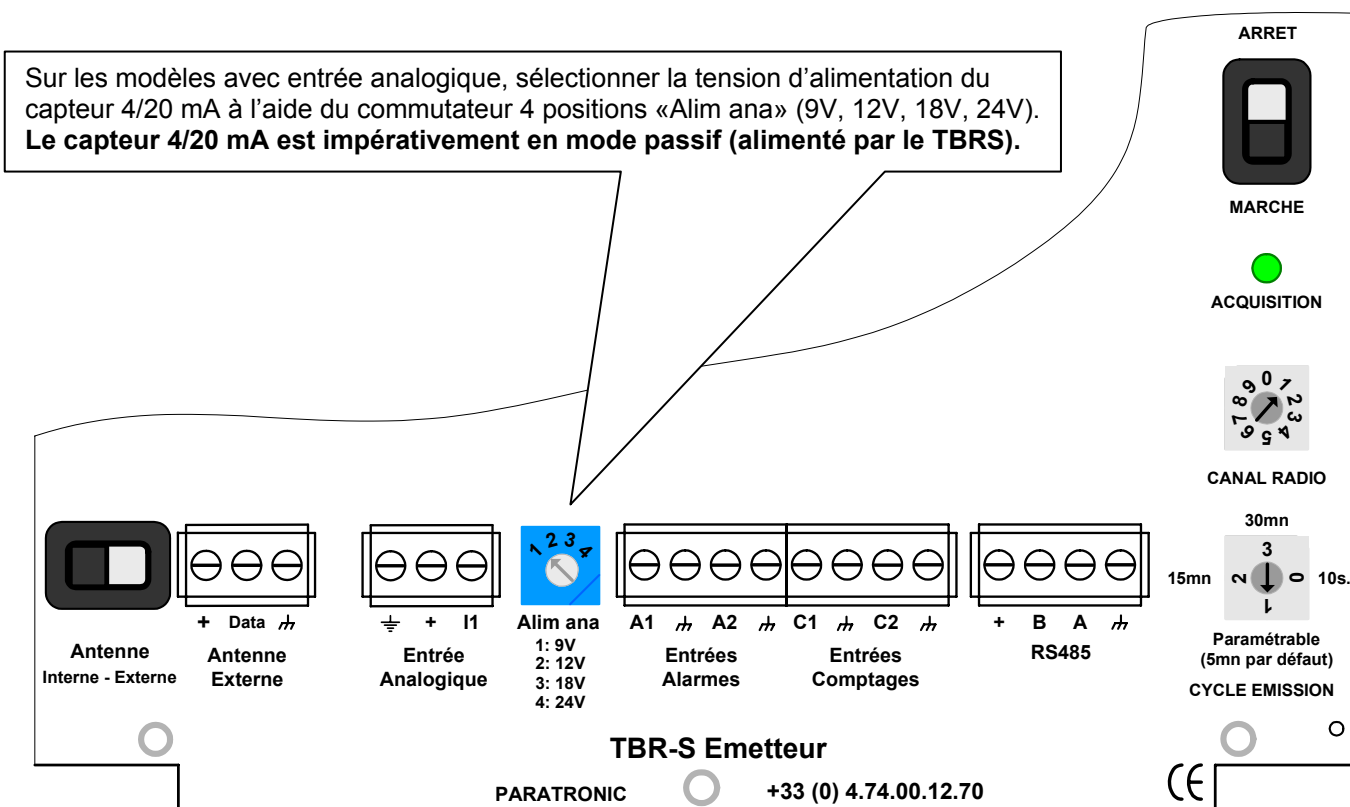 Sur les modèles avec entrée analogique, sélectionner la tension d'alimentation du
capteur 4/20 mA à l'aide du commutateur 4 positions «Alim ana» (9V, 12V, 18V, 24V).
Le capteur 4/20 mA est impérativement en mode passif (alimenté par le TBRS).
ARRET
MARCHE
ACQUISITION
0 1 2 3 4 5 6 7 8 9
CANAL RADIO
30mn
15mn 3 2 0 1 10s.
Paramétrable
(5mn par défaut)
CYCLE EMISSION
Antenne
Interne - Externe
+ Data
Antenne
Externe
+ I1
Entrée
Analogique
1 2 3 4
Alim ana
1: 9V
2: 12V
3: 18V
4: 24V
A1 A2
Entrées
Alarmes
C1 C2
Entrées
Comptages
+ B A
RS485
TBR-S Emetteur
PARATRONIC +33 (0) 4.74.00.12.70
CE